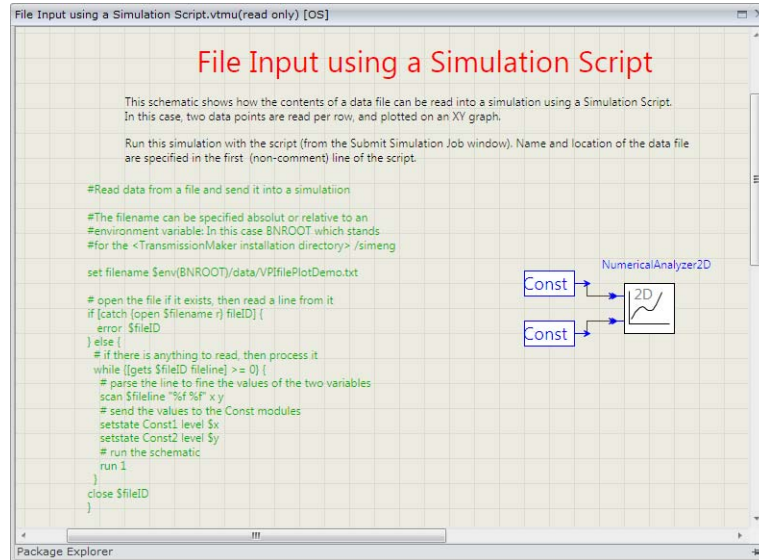 File Input using a Simulation Script.vtmu(read only) [OS]
File Input using a Simulation Script
This schematic shows how the contents of a data file can be read into a simulation using a Simulation Script.
In this case, two data points are read per row, and plotted on an XY graph.
Run this simulation with the script (from the Submit Simulation Job window). Name and location of the data file
are specified in the first (non-comment) line of the script.
#Read data from a file and send it into a simulatiion
#The filename can be specified absolut or relative to an
#environment variable: In this case BNROOT which stands
#for the <TransmissionMaker installation directory> /simeng
set filename $env(BNROOT)/data/VPIfilePlotDemo.txt
# open the file if it exists, then read a line from it
if [catch {open $filename r} fileID] {
error $fileID
} else {
# if there is anything to read, then process it
while {[gets $fileID fileline] >= 0} {
# parse the line to fine the values of the two variables
scan $fileline "%f %f" x y
# send the values to the Const modules
setstate Const1 level $x
setstate Const2 level $y
# run the schematic
run 1
}
close $fileID
}
NumericalAnalyzer2D
Const
2D
Const
Package Explorer